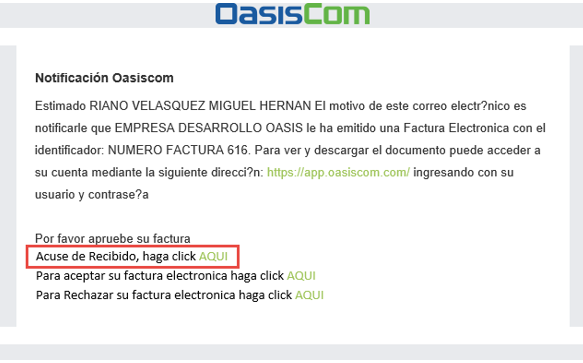 OasisCom
Notificación Oasiscom
Estimado RIANO VELASQUEZ MIGUEL HERNAN El motivo de este correo electr?nico es
notificarle que EMPRESA DESARROLLO OASIS le ha emitido una Factura Electronica con el
identificador: NUMERO FACTURA 616. Para ver y descargar el documento puede acceder a
su cuenta mediante la siguiente direcci?n: https://app.oasiscom.com/ ingresando con su
usuario y contrase?a
Por favor apruebe su factura
Acuse de Recibido, haga click AQUI
Para aceptar su factura electronica haga click AQUI
Para Rechazar su factura electronica haga click AQUI